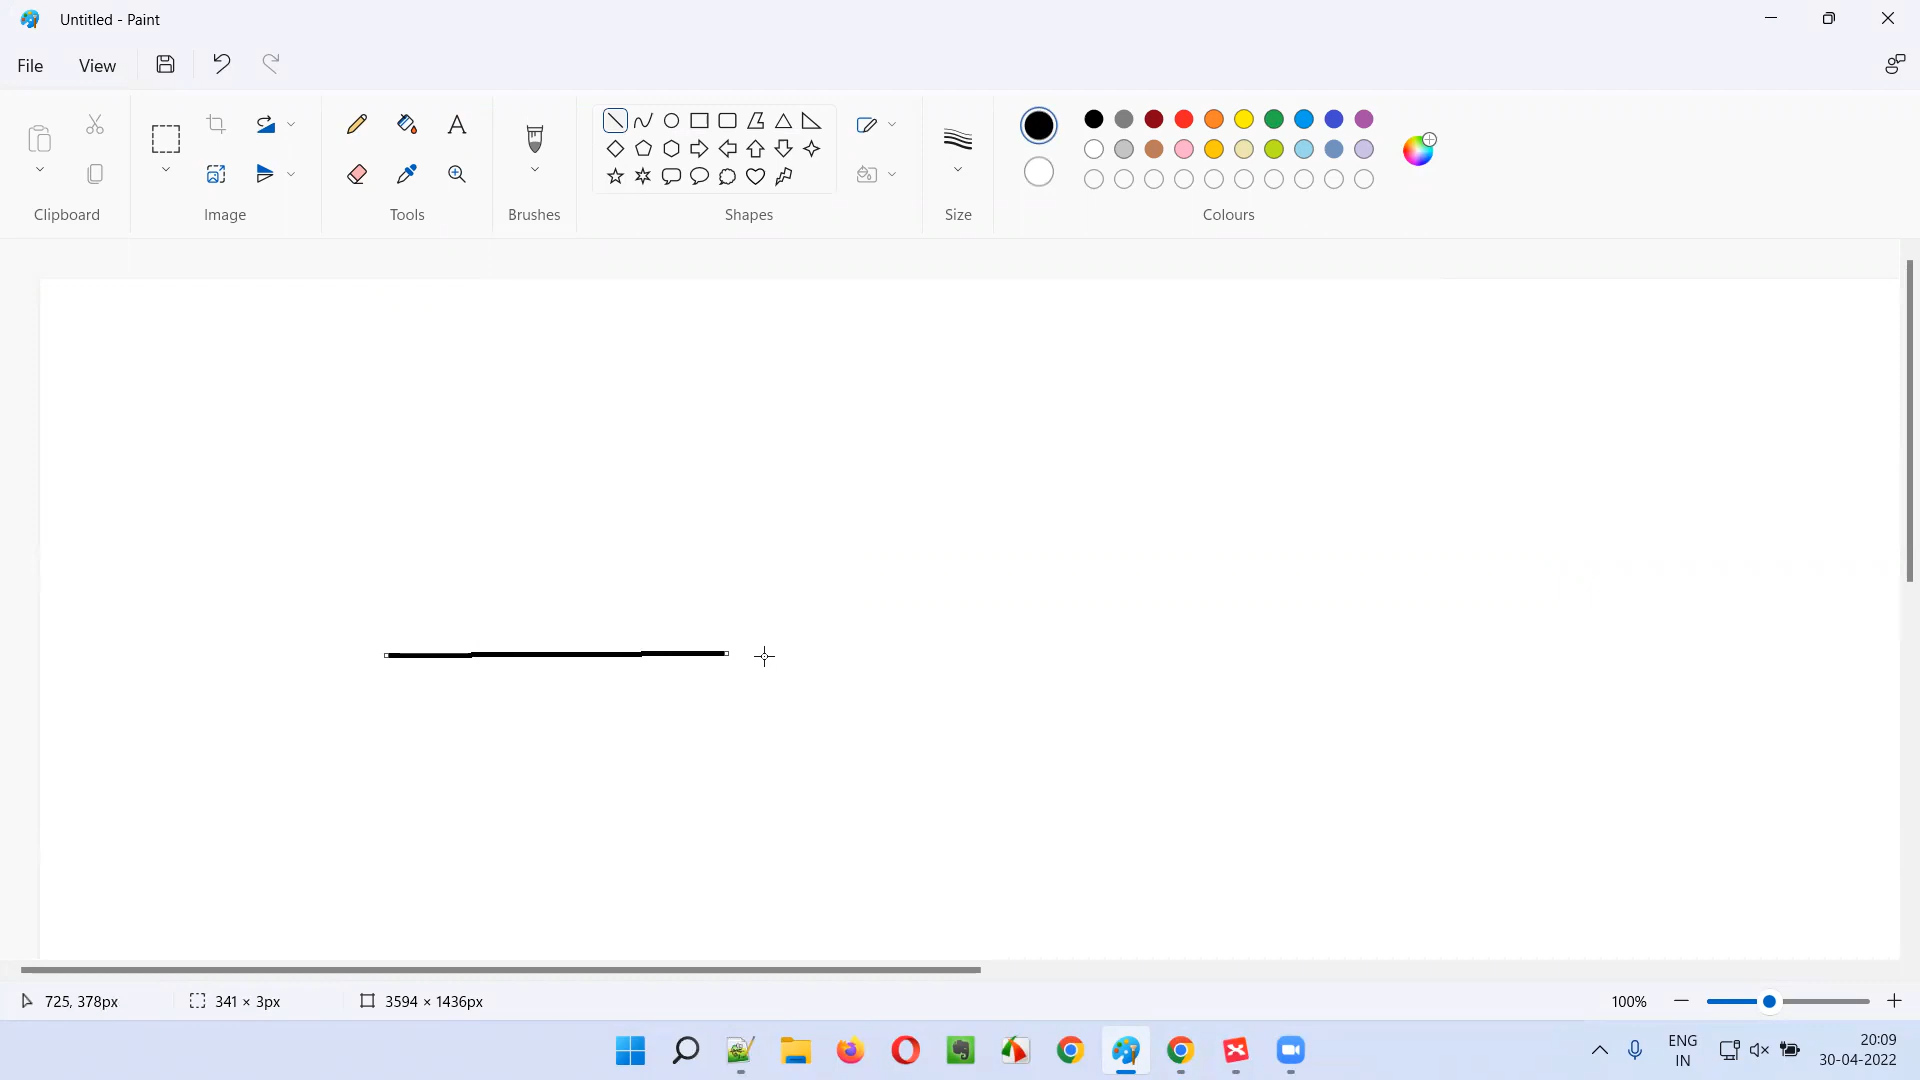 Untitled - Paint
File View
Clipboard Image Tools Brushes Shapes Size Colours
725, 378px 341 × 3px 3594 × 1436px 100%
ENG 20:09
IN 30-04-2022